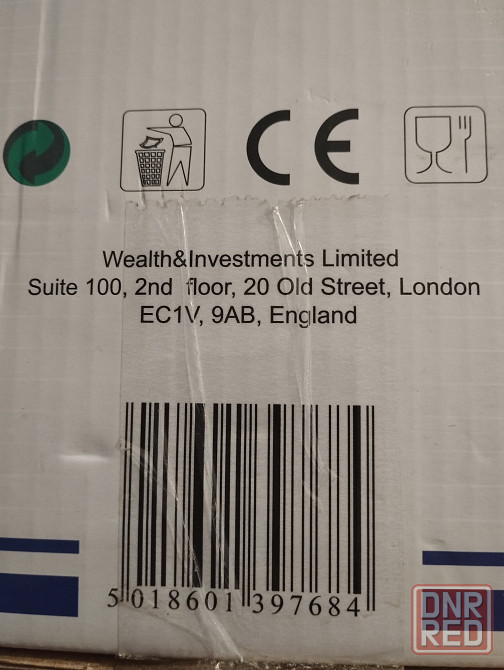 CE
Wealth&Investments Limited
Suite 100, 2nd floor, 20 Old Street, London
EC1V, 9AB, England
5 018601 397684
DNR
RED